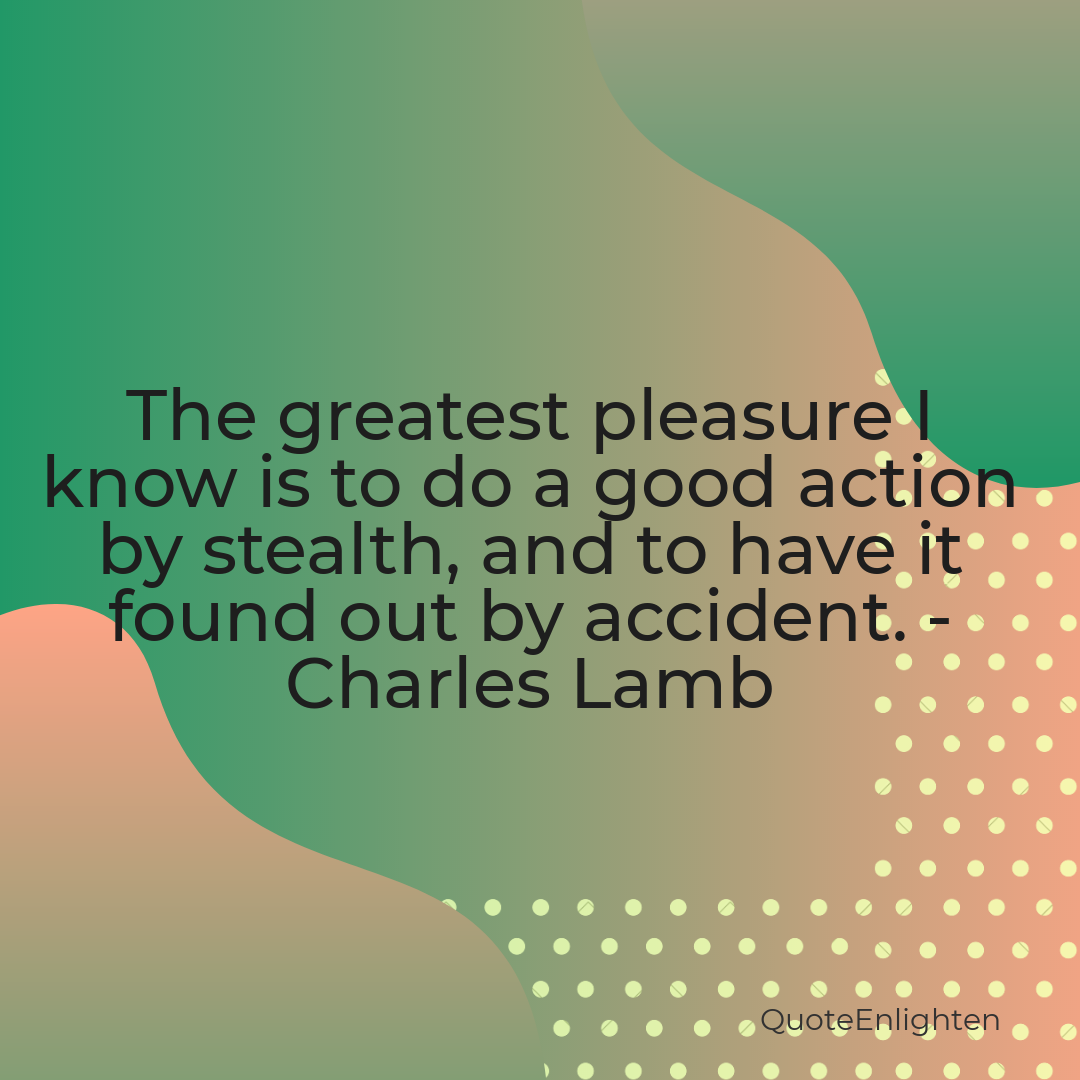 The greatest pleasure I
know is to do a good action
by stealth, and to have it
found out by accident. -
Charles Lamb
QuoteEnlighten